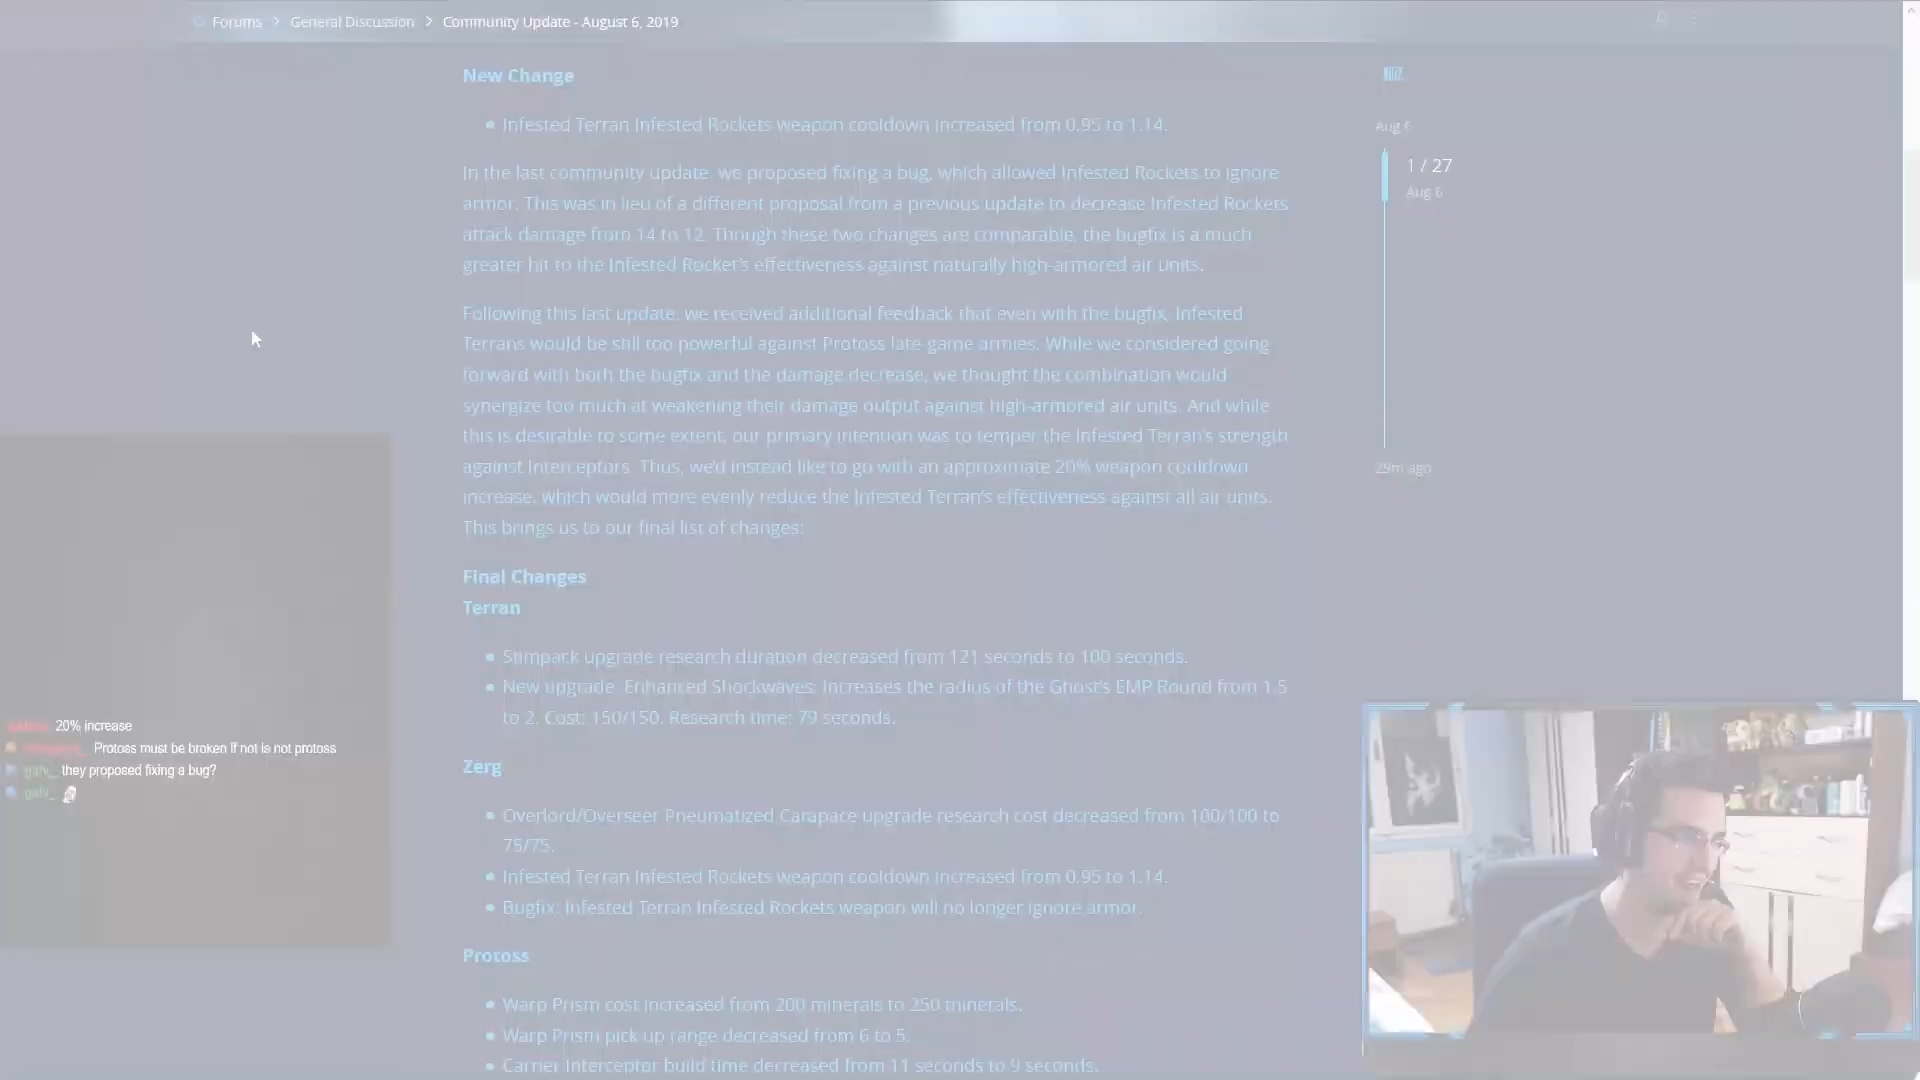 Forums > General Discussion > Community Update - August 6, 2019
New Change
Infested Terran Infested Rockets weapon cooldown increased from 0.95 to 1.14.
In the last community update, we proposed fixing a bug, which allowed Infested Rockets to ignore
armor. This was in lieu of a different proposal from a previous update to decrease Infested Rockets
attack damage from 14 to 12. Though these two changes are comparable, the bugfix is a much
greater hit to the Infested Rocket's effectiveness against naturally high-armored air units.
Following this last update, we received additional feedback that even with the bugfix, Infested
Terrans would be still too powerful against Protoss late-game armies. While we considered going
forward with both the bugfix and the damage decrease, we thought the combination would
synergize too much at weakening their damage output against high-armored air units. And while
this is desirable to some extent, our primary intention was to temper the Infested Terran's strength
against Interceptors. Thus, we'd instead like to go with an approximate 20% weapon cooldown
increase, which would more evenly reduce the Infested Terran's effectiveness against all air units.
This brings us to our final list of changes:
Final Changes
Terran
Stimpack upgrade research duration decreased from 121 seconds to 100 seconds.
New upgrade: Enhanced Shockwaves: Increases the radius of the Ghost's EMP Round from 1.5
to 2. Cost: 150/150. Research time: 79 seconds.
Zerg
Overlord/Overseer Pneumatized Carapace upgrade research cost decreased from 100/100 to
75/75.
Infested Terran Infested Rockets weapon cooldown increased from 0.95 to 1.14.
Bugfix: Infested Terran Infested Rockets weapon will no longer ignore armor.
Protoss
Warp Prism cost increased from 200 minerals to 250 minerals.
Warp Prism pick up range decreased from 6 to 5.
Carrier Interceptor build time decreased from 11 seconds to 9 seconds.
Aug 6
1 / 27
Aug 6
29m ago
20% increase
Protoss must be broken if not is not protoss
they proposed fixing a bug?